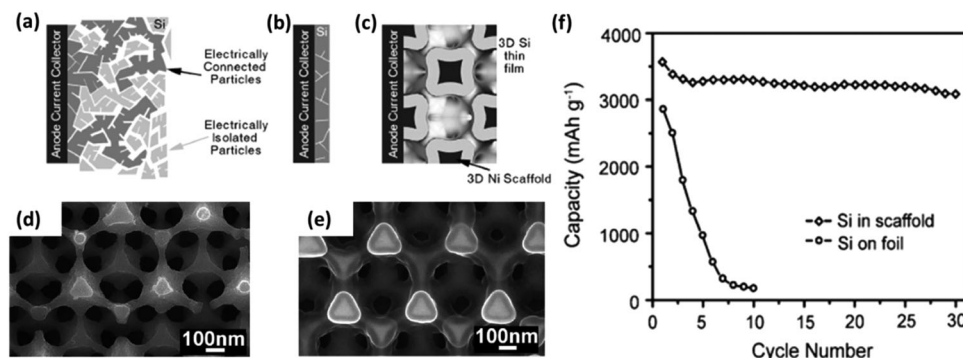 (a)
Si
Electrically
Connected
Particles
Electrically
Isolated
Particles
Anode Current Collector
(b)
Si
Anode Current Collector
(c)
3D Si
thin
film
Anode Current Collector
3D Ni Scaffold
(d)
100nm
(e)
100nm
(f)
Capacity (mAh g⁻¹)
4000
3000
2000
1000
0
Si in scaffold
Si on foil
0 5 10 15 20 25 30
Cycle Number